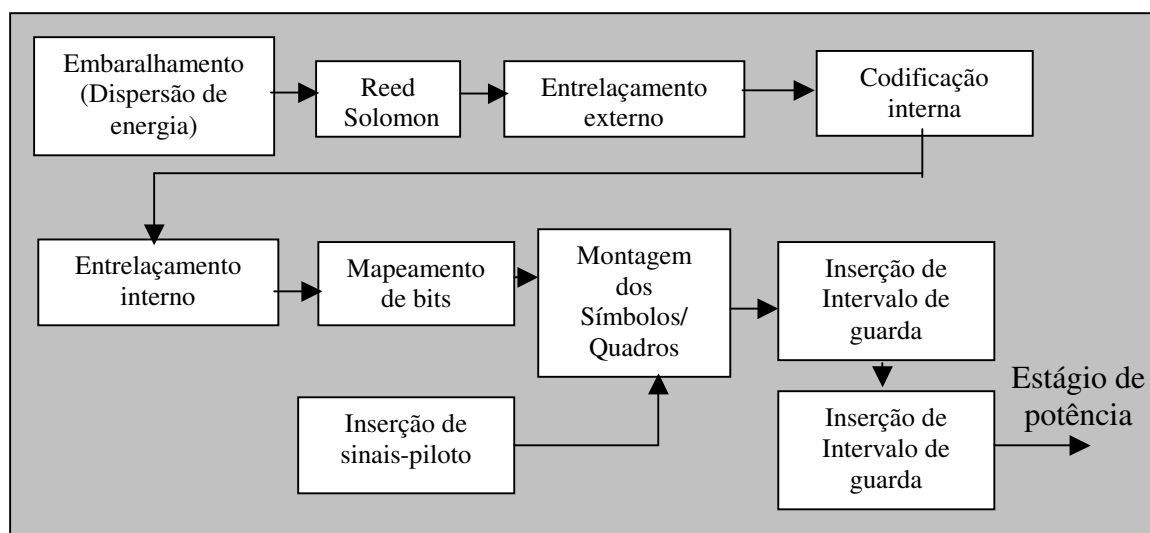 Embaralhamento
(Dispersão de
energia)
Reed
Solomon
Entrelaçamento
externo
Codificação
interna
Entrelaçamento
interno
Mapeamento
de bits
Montagem
dos
Símbolos/
Quadros
Inserção de
Intervalo de
guarda
Inserção de
sinais-piloto
Inserção de
Intervalo de
guarda
Estágio de
potência